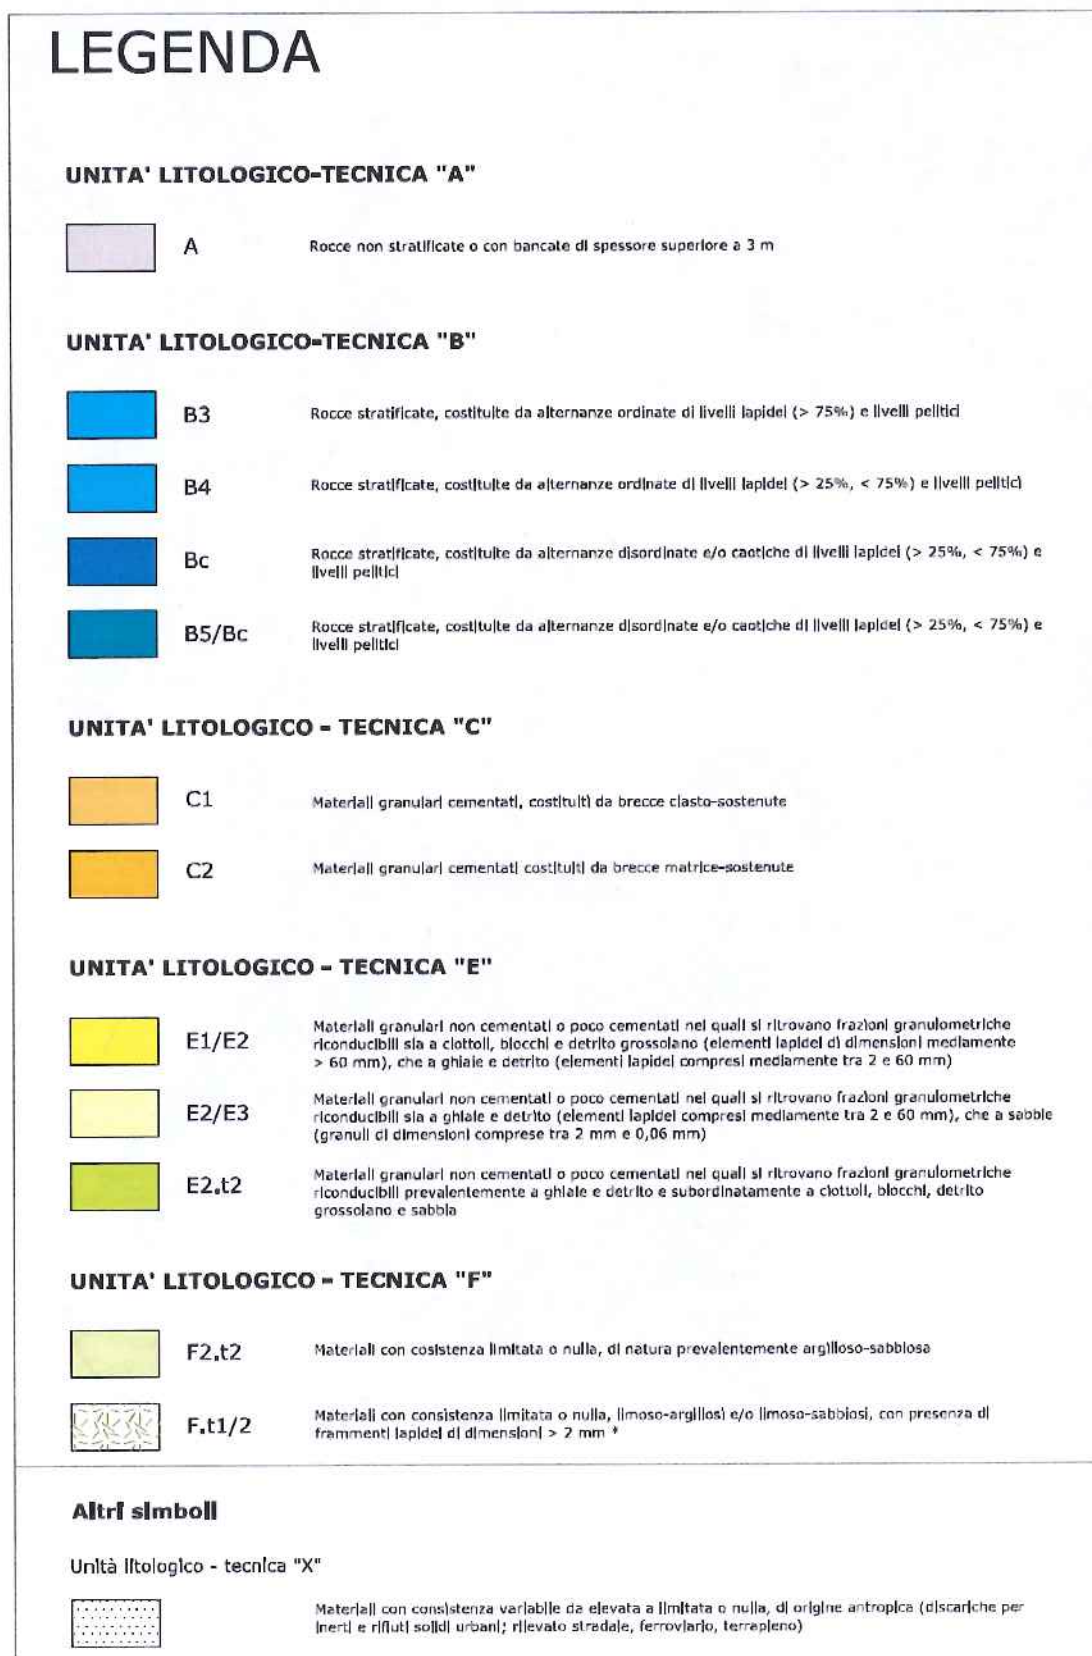 LEGENDA
UNITA' LITOLOGICO-TECNICA "A"
A
Rocce non stratificate o con bancate di spessore superiore a 3 m
UNITA' LITOLOGICO-TECNICA "B"
B3
Rocce stratificate, costituite da alternanze ordinate di livelli lapidei (> 75%) e livelli pelitici
B4
Rocce stratificate, costituite da alternanze ordinate di livelli lapidei (> 25%, < 75%) e livelli pelitici
Bc
Rocce stratificate, costituite da alternanze disordinate e/o caotiche di livelli lapidei (> 25%, < 75%) e
livelli pelitici
B5/Bc
Rocce stratificate, costituite da alternanze disordinate e/o caotiche di livelli lapidei (> 25%, < 75%) e
livelli pelitici
UNITA' LITOLOGICO - TECNICA "C"
C1
Materiali granulari cementati, costituiti da brecce clasto-sostenute
C2
Materiali granulari cementati costituiti da brecce matrice-sostenute
UNITA' LITOLOGICO - TECNICA "E"
E1/E2
Materiali granulari non cementati o poco cementati nei quali si ritrovano frazioni granulometriche
riconducibili sia a ciottoli, blocchi e detrito grossolano (elementi lapidei di dimensioni mediamente
> 60 mm), che a ghiaie e detrito (elementi lapidei compresi mediamente tra 2 e 60 mm)
E2/E3
Materiali granulari non cementati o poco cementati nei quali si ritrovano frazioni granulometriche
riconducibili sia a ghiaie e detrito (elementi lapidei compresi mediamente tra 2 e 60 mm), che a sabbie
(granuli di dimensioni comprese tra 2 mm e 0,06 mm)
E2.t2
Materiali granulari non cementati o poco cementati nei quali si ritrovano frazioni granulometriche
riconducibili prevalentemente a ghiaie e detrito e subordinatamente a ciottoli, blocchi, detrito
grossolano e sabbia
UNITA' LITOLOGICO - TECNICA "F"
F2.t2
Materiali con cosistenza limitata o nulla, di natura prevalentemente argilloso-sabbiosa
F.t1/2
Materiali con consistenza limitata o nulla, limoso-argillosi e/o limoso-sabbiosi, con presenza di
frammenti lapidei di dimensioni > 2 mm *
Altri simboli
Unità litologico - tecnica "X"
Materiali con consistenza variabile da elevata a limitata o nulla, di origine antropica (discariche per
inerti e rifiuti solidi urbani; rilevato stradale, ferroviario, terrapieno)